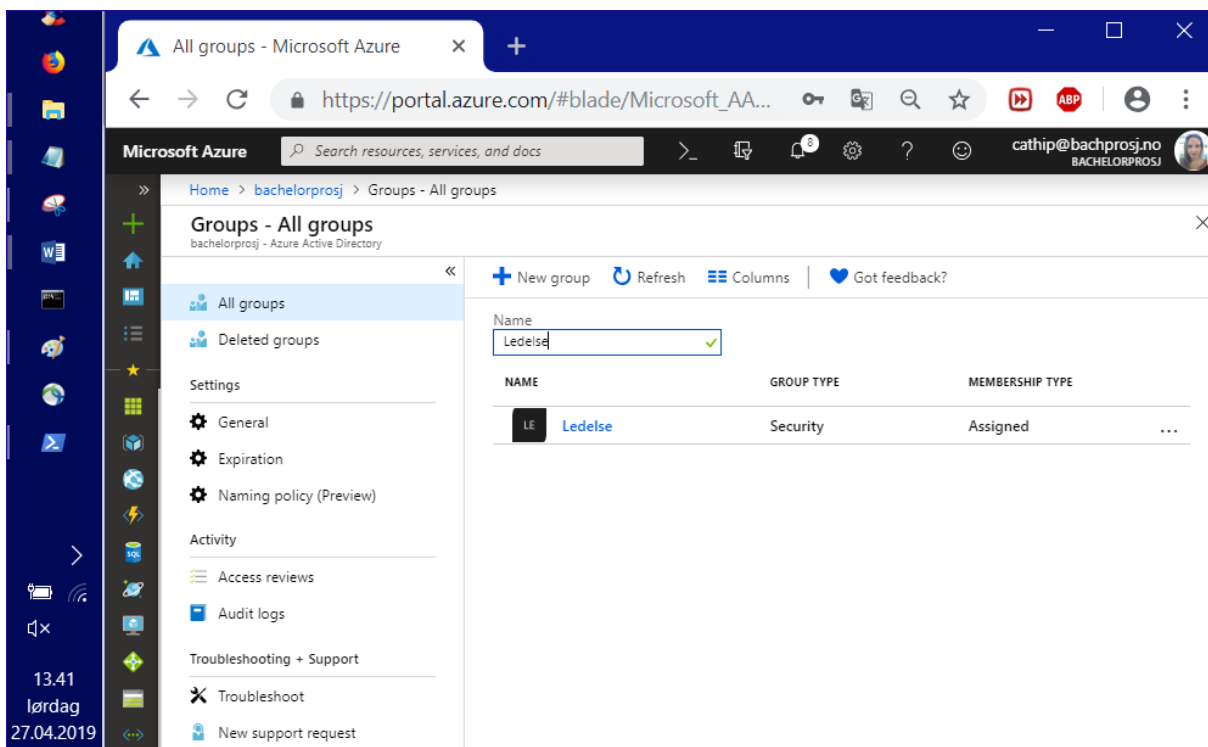 All groups - Microsoft Azure
https://portal.azure.com/#blade/Microsoft_AA...
ABP
Microsoft Azure
Search resources, services, and docs
8
cathip@bachprosj.no
BACHELORPROSJ
Home > bachelorprosj > Groups - All groups
Groups - All groups
bachelorprosj - Azure Active Directory
All groups
Deleted groups
Settings
General
Expiration
Naming policy (Preview)
Activity
Access reviews
Audit logs
Troubleshooting + Support
Troubleshoot
New support request
New group Refresh Columns Got feedback?
Name
Ledelse
NAME GROUP TYPE MEMBERSHIP TYPE
LE Ledelse Security Assigned ...
SQL
W
13.41
lørdag
27.04.2019